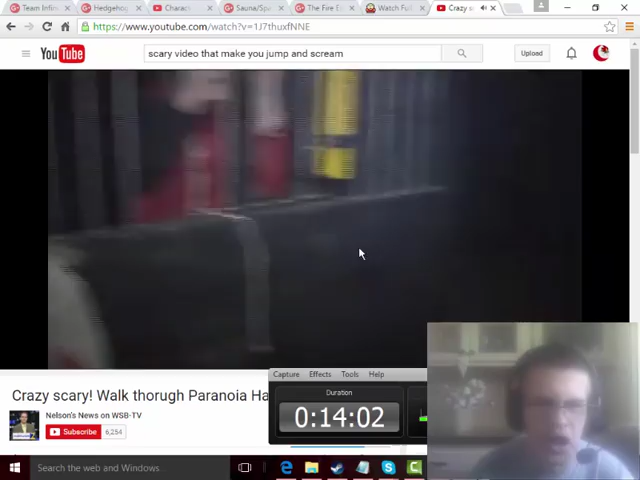 Team Infin
Hedgehog
Charact
Sauna/Spa
The Fire E
Watch Full
Crazy s
https://www.youtube.com/watch?v=1J7thuxfNNE
YouTube
scary video that make you jump and scream
Upload
Capture Effects Tools Help
Duration
0:14:02
Crazy scary! Walk thorugh Paranoia Ha
Nelson's News on WSB-TV
Subscribe 6,254
Search the web and Windows.